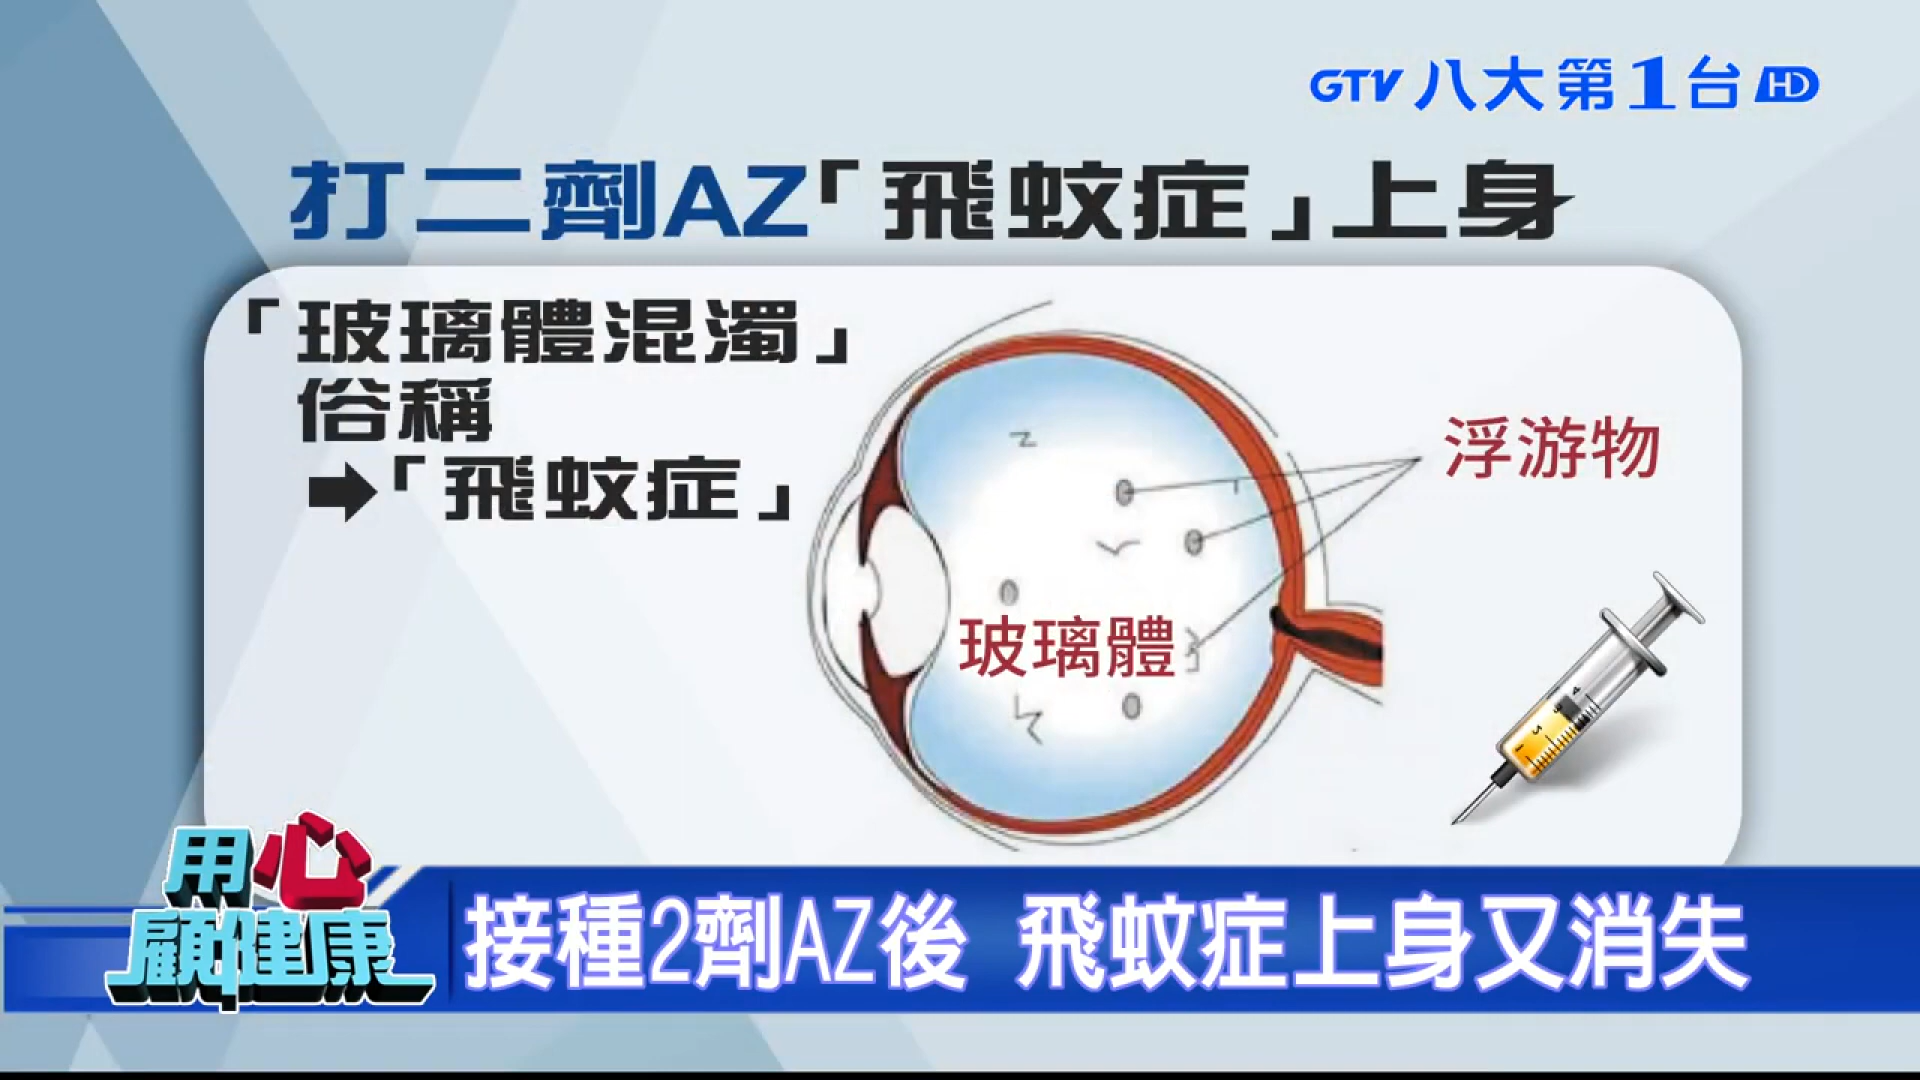 GTV 八大第1台 HD
打二劑AZ「飛蚊症」上身
「玻璃體混濁」
俗稱
➡「飛蚊症」
浮游物
玻璃體
用心
顧健康
接種2劑AZ後 飛蚊症上身又消失